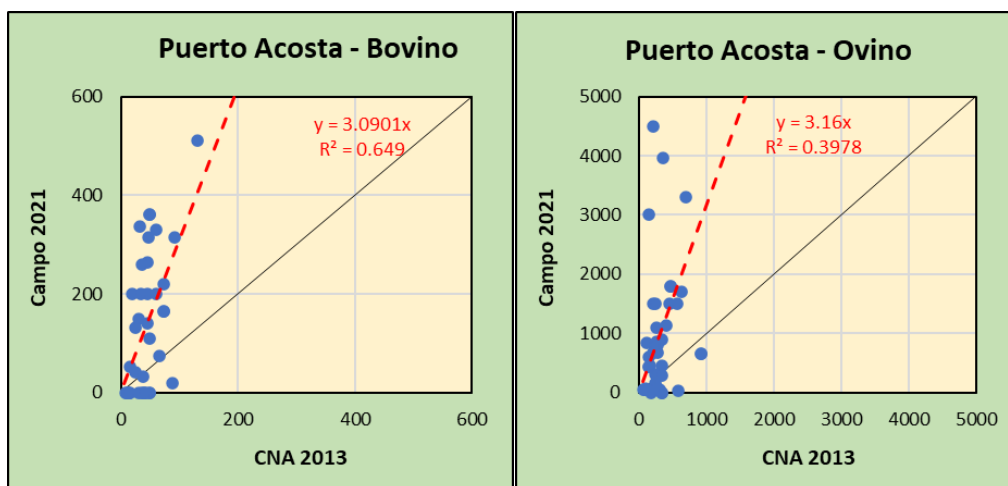 Puerto Acosta - Bovino
600
400
200
0
0
200
400
600
y = 3.0901x
R² = 0.649
Campo 2021
CNA 2013
Puerto Acosta - Ovino
5000
4000
3000
2000
1000
0
0
1000
2000
3000
4000
5000
y = 3.16x
R² = 0.3978
Campo 2021
CNA 2013